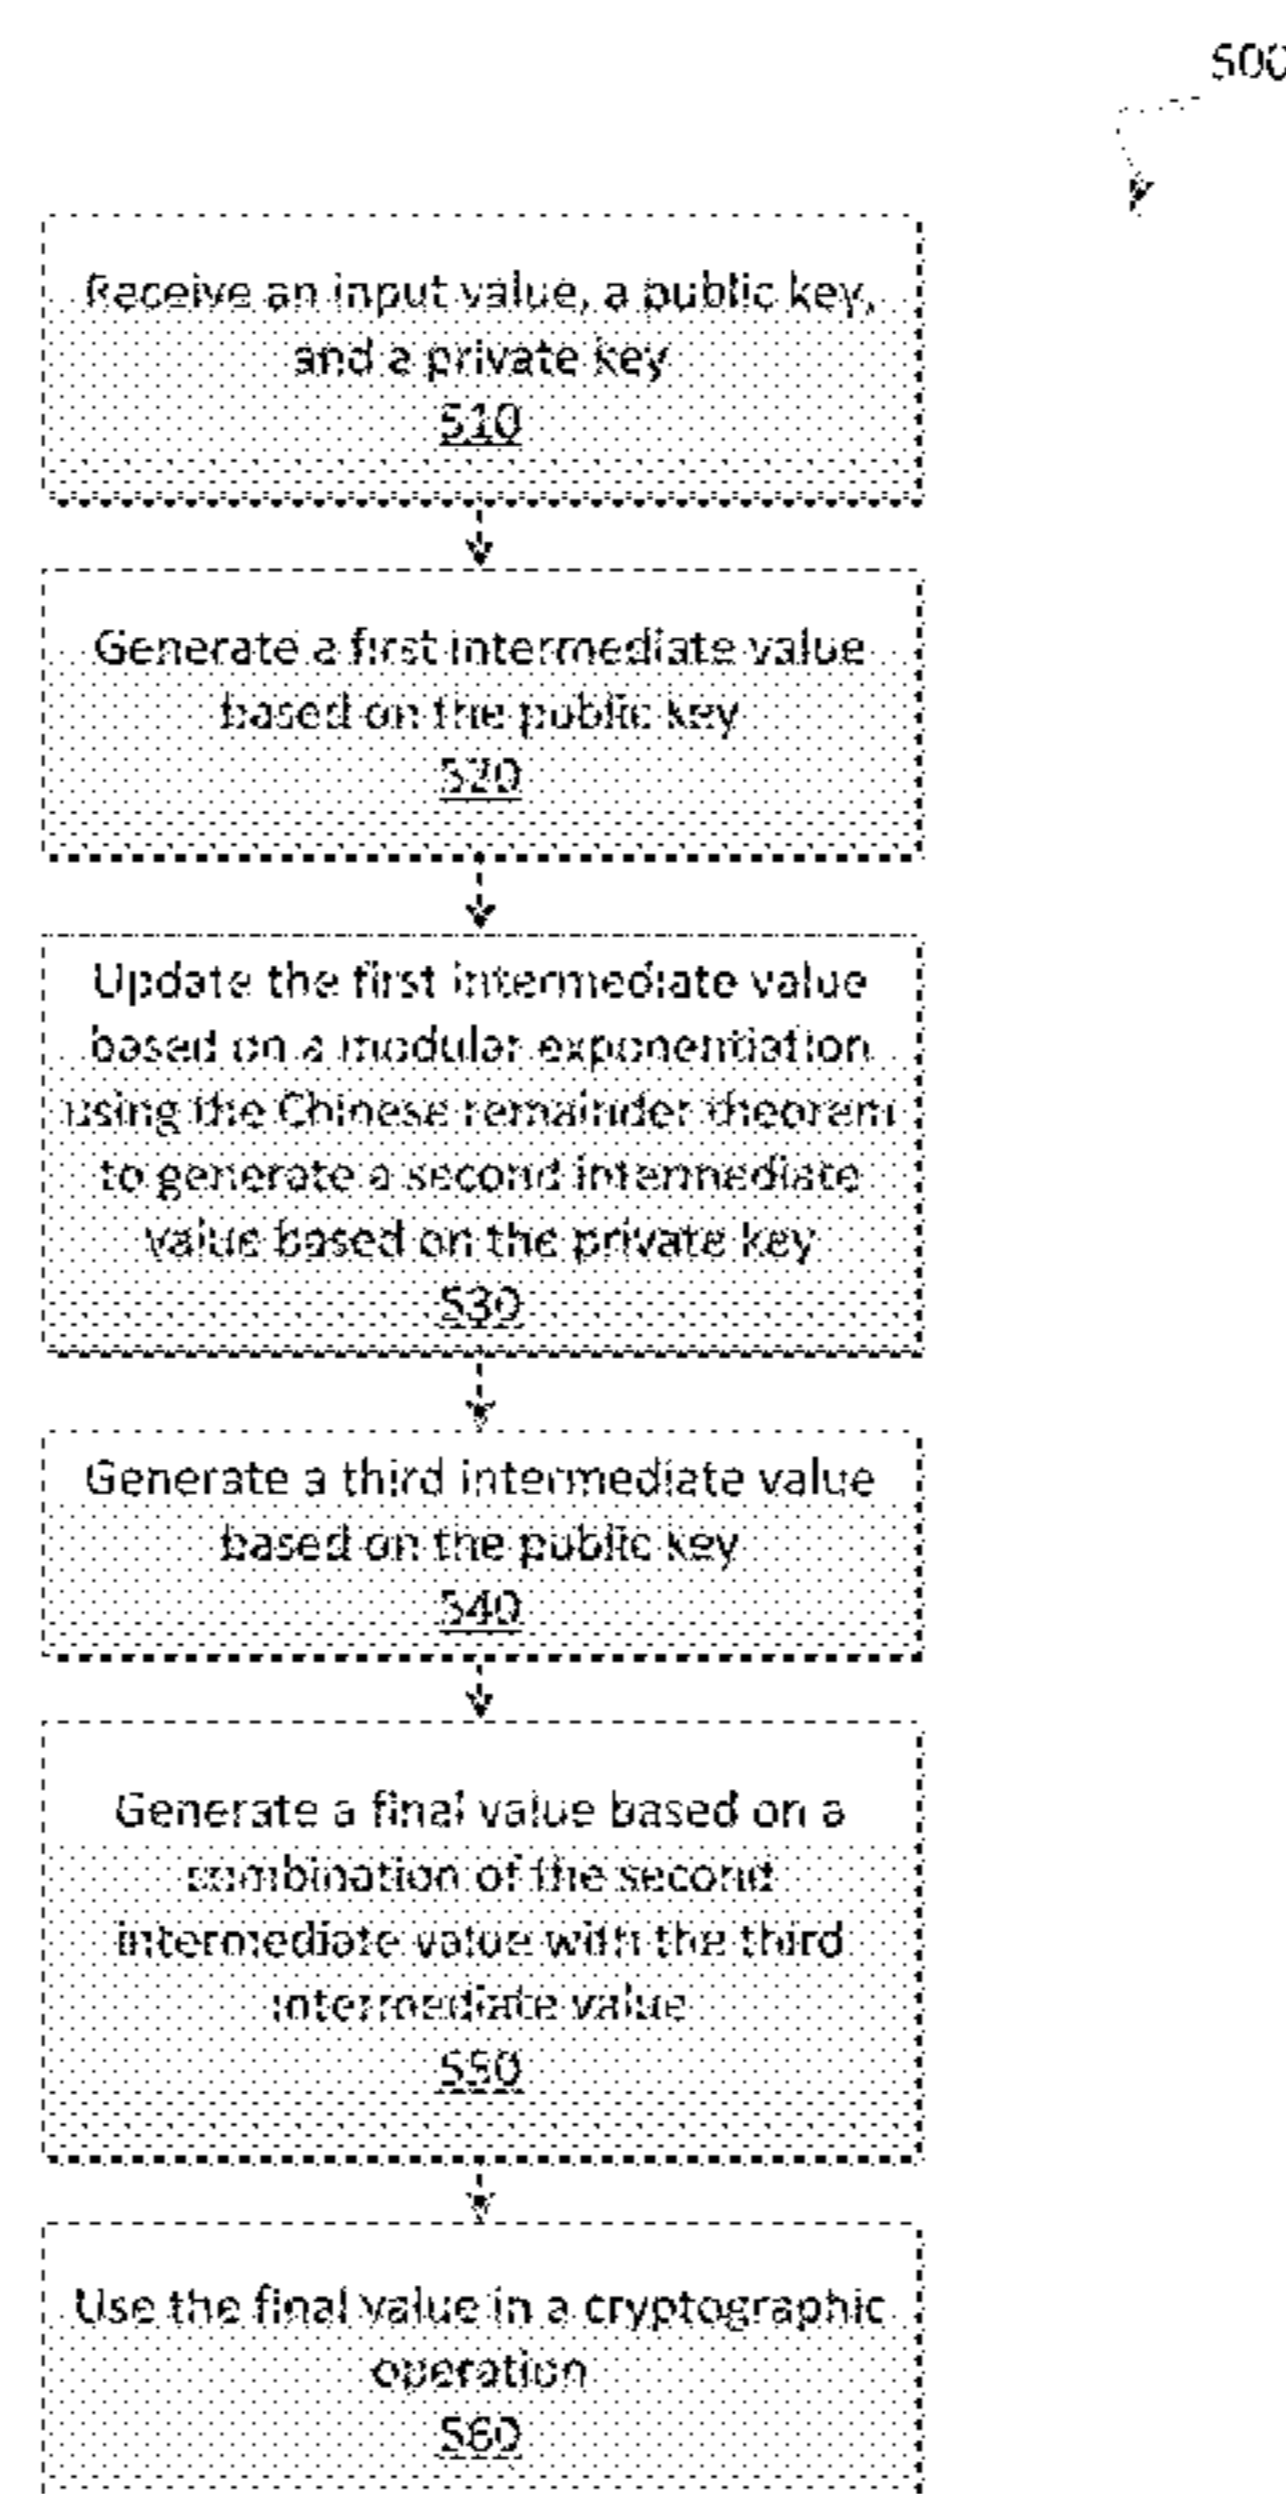 500
Receive an input value, a public key,
and a private key
510
Generate a first intermediate value
based on the public key
520
Update the first intermediate value
based on a modular exponentiation
using the Chinese remainder theorem
to generate a second intermediate
value based on the private key
530
Generate a third intermediate value
based on the public key
540
Generate a final value based on a
combination of the second
intermediate value with the third
intermediate value
550
Use the final value in a cryptographic
operation
560